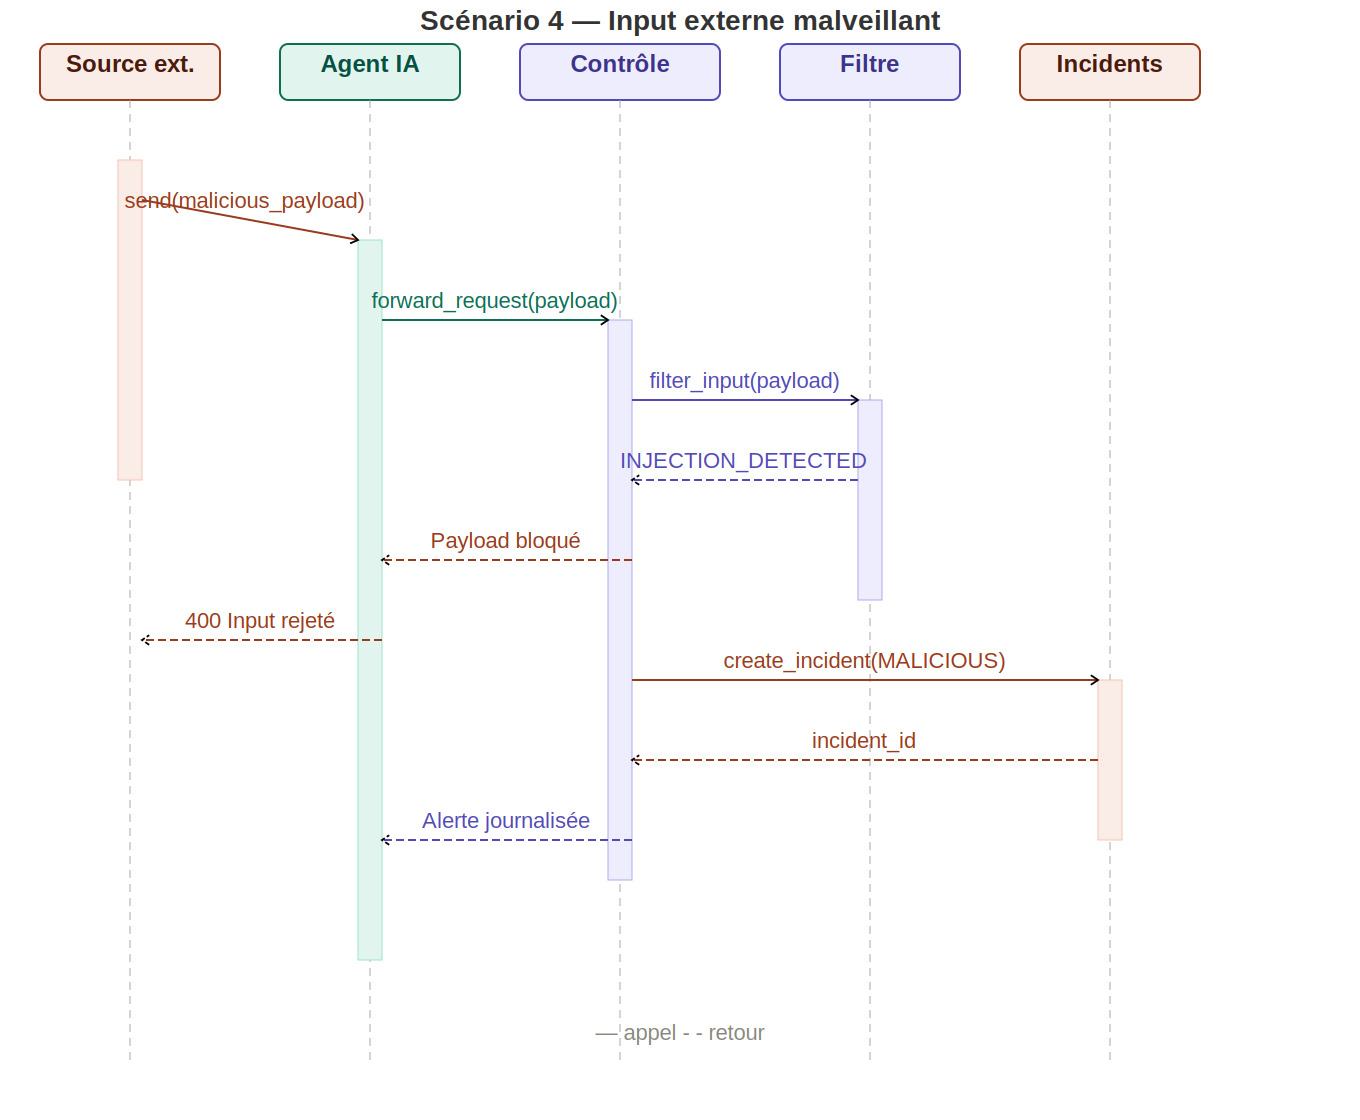 Scénario 4 — Input externe malveillant
Source ext.
Agent IA
Contrôle
Filtre
Incidents
send(malicious_payload)
forward_request(payload)
filter_input(payload)
INJECTION_DETECTED
Payload bloqué
400 Input rejeté
create_incident(MALICIOUS)
incident_id
Alerte journalisée
— appel - - retour